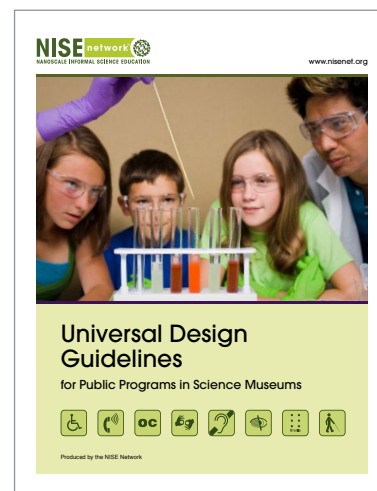 NISE network
NANOSCALE INFORMAL SCIENCE EDUCATION
www.nisenet.org
Universal Design
Guidelines
for Public Programs in Science Museums
OC
Produced by the NISE Network